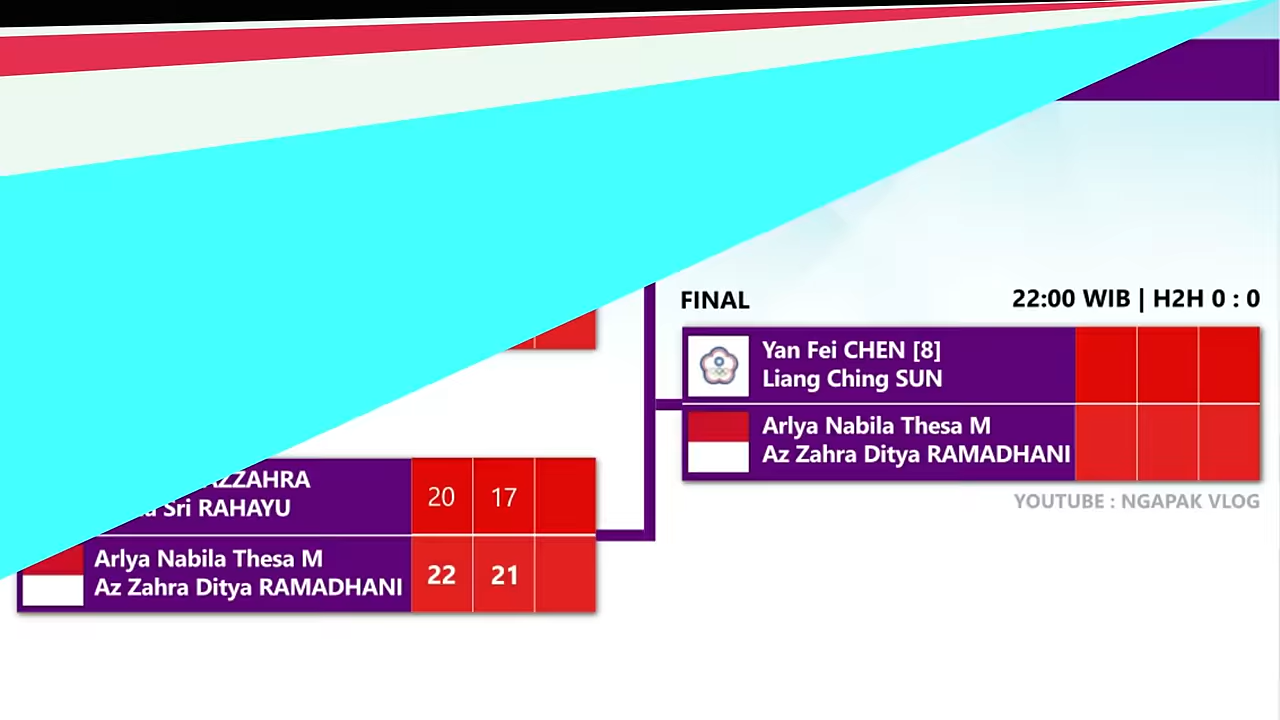 FINAL
22:00 WIB | H2H 0 : 0
Yan Fei CHEN [8]
Liang Ching SUN
Arlya Nabila Thesa M
Az Zahra Ditya RAMADHANI
YOUTUBE : NGAPAK VLOG
20 17
Sri RAHAYU
Arlya Nabila Thesa M
Az Zahra Ditya RAMADHANI
22 21